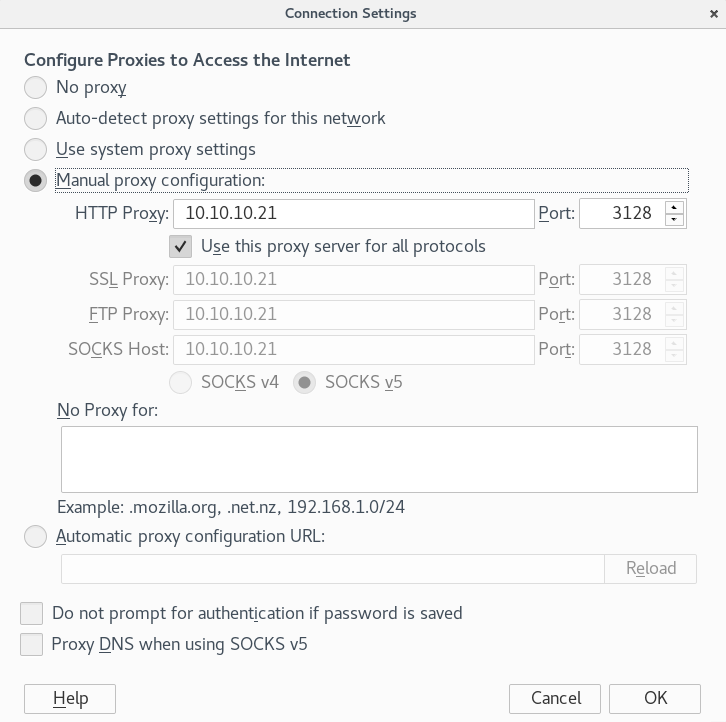 Connection Settings ×
Configure Proxies to Access the Internet
No proxy
Auto-detect proxy settings for this network
Use system proxy settings
Manual proxy configuration:
HTTP Proxy: 10.10.10.21 Port: 3128
Use this proxy server for all protocols
SSL Proxy: 10.10.10.21 Port: 3128
FTP Proxy: 10.10.10.21 Port: 3128
SOCKS Host: 10.10.10.21 Port: 3128
SOCKS v4 SOCKS v5
No Proxy for:
Example: .mozilla.org, .net.nz, 192.168.1.0/24
Automatic proxy configuration URL:
Reload
Do not prompt for authentication if password is saved
Proxy DNS when using SOCKS v5
Help Cancel OK